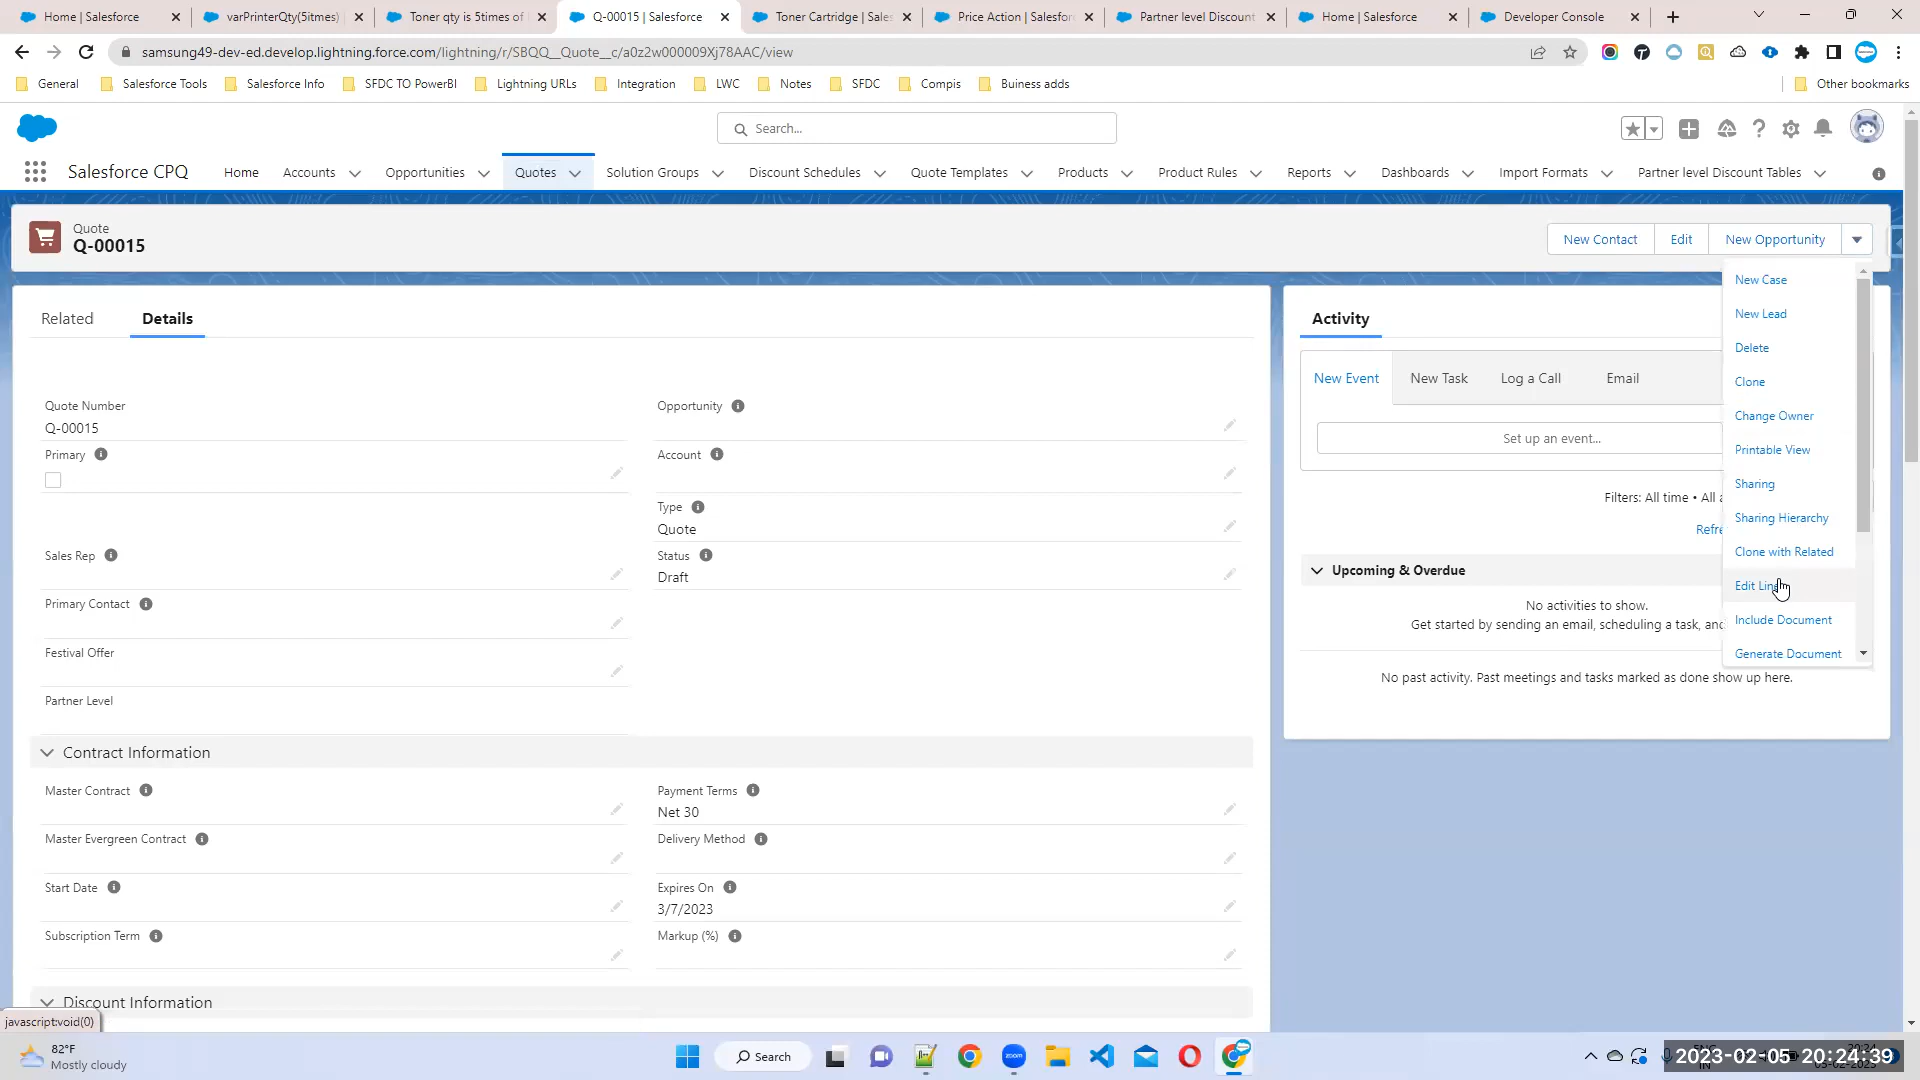 Home | Salesforce
varPrinterQty(5itmes)
Toner qty is 5times of
Q-00015 | Salesforce
Toner Cartridge | Sales
Price Action | Salesfor
Partner level Discount
Home | Salesforce
Developer Console
samsung49-dev-ed.develop.lightning.force.com/lightning/r/SBQQ__Quote__c/a0z2w000009Xj78AAC/view
General
Salesforce Tools
Salesforce Info
SFDC TO PowerBI
Lightning URLs
Integration
LWC
Notes
SFDC
Compis
Buiness adds
Other bookmarks
Search...
Salesforce CPQ
Home
Accounts
Opportunities
Quotes
Solution Groups
Discount Schedules
Quote Templates
Products
Product Rules
Reports
Dashboards
Import Formats
Partner level Discount Tables
Quote
Q-00015
New Contact
Edit
New Opportunity
New Case
New Lead
Delete
Clone
Change Owner
Printable View
Sharing
Sharing Hierarchy
Clone with Related
Edit Lin
Include Document
Generate Document
Related
Details
Quote Number
Q-00015
Opportunity
Primary
Account
Type
Quote
Sales Rep
Status
Draft
Primary Contact
Festival Offer
Partner Level
Contract Information
Master Contract
Payment Terms
Net 30
Master Evergreen Contract
Delivery Method
Start Date
Expires On
3/7/2023
Subscription Term
Markup (%)
Discount Information
Activity
New Event
New Task
Log a Call
Email
Set up an event...
Filters: All time • All a
Refre
Upcoming & Overdue
No activities to show.
Get started by sending an email, scheduling a task, and
No past activity. Past meetings and tasks marked as done show up here.
javascript:void(0)
82°F
Mostly cloudy
Search
zoom
2023-02-05 20:24:39